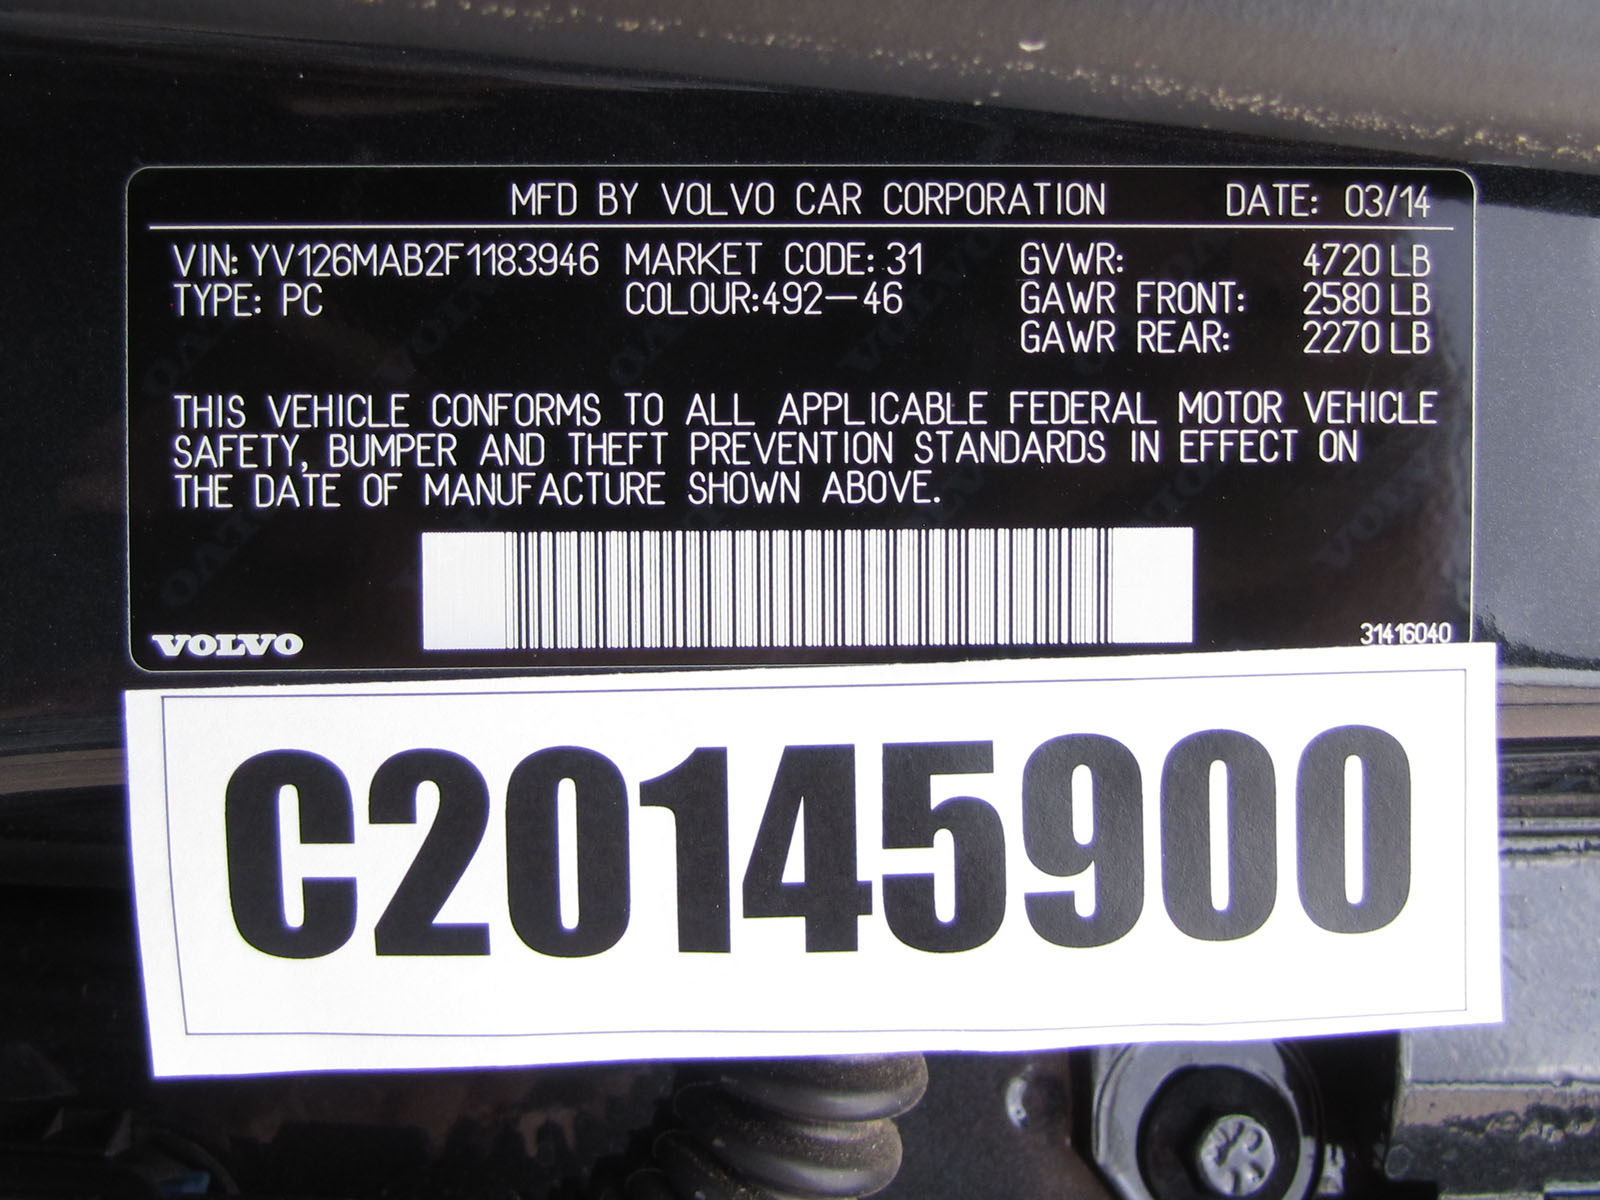 MFD BY VOLVO CAR CORPORATION DATE: 03/14
VIN: YV126MAB2F1183946 MARKET CODE: 31 GVWR: 4720 LB
TYPE: PC COLOUR:492-46 GAWR FRONT: 2580 LB
GAWR REAR: 2270 LB
THIS VEHICLE CONFORMS TO ALL APPLICABLE FEDERAL MOTOR VEHICLE
SAFETY, BUMPER AND THEFT PREVENTION STANDARDS IN EFFECT ON
THE DATE OF MANUFACTURE SHOWN ABOVE.
VOLVO 31416040
C20145900